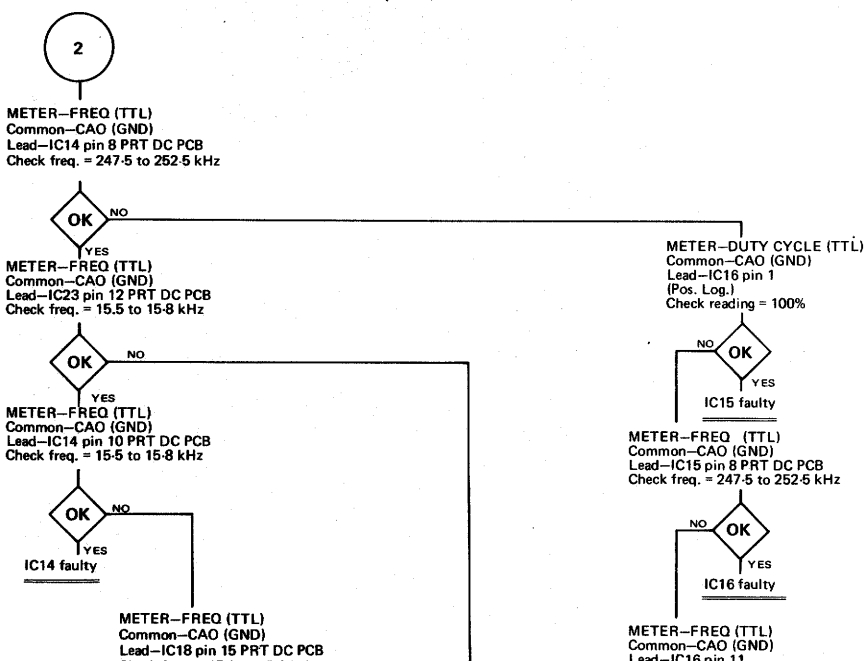 2
METER–FREQ (TTL)
Common–CAO (GND)
Lead–IC14 pin 8 PRT DC PCB
Check freq. = 247·5 to 252·5 kHz
OK
NO
YES
METER–FREQ (TTL)
Common–CAO (GND)
Lead–IC23 pin 12 PRT DC PCB
Check freq. = 15.5 to 15·8 kHz
OK
NO
YES
METER–FREQ (TTL)
Common–CAO (GND)
Lead–IC14 pin 10 PRT DC PCB
Check freq. = 15·5 to 15·8 kHz
OK
NO
YES
IC14 faulty
METER–FREQ (TTL)
Common–CAO (GND)
Lead–IC18 pin 15 PRT DC PCB
METER–DUTY CYCLE (TTL)
Common–CAO (GND)
Lead–IC16 pin 1
(Pos. Log.)
Check reading = 100%
NO
OK
YES
IC15 faulty
METER–FREQ (TTL)
Common–CAO (GND)
Lead–IC15 pin 8 PRT DC PCB
Check freq. = 247·5 to 252·5 kHz
NO
OK
YES
IC16 faulty
METER–FREQ (TTL)
Common–CAO (GND)
Lead–IC16 pin 11